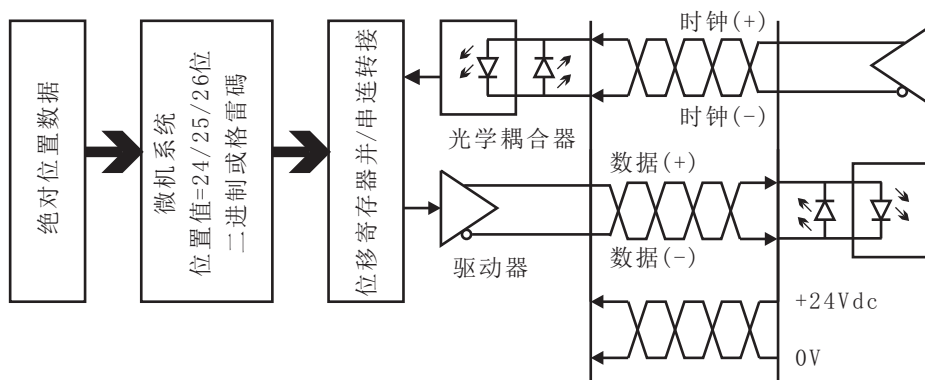 绝对位置数据
微机系统
位置值=24/25/26位
二进制或格雷碼
位移寄存器并/串连转接
光学耦合器
驱动器
时钟(+)
时钟(-)
数据(+)
数据(-)
+24Vdc
0V